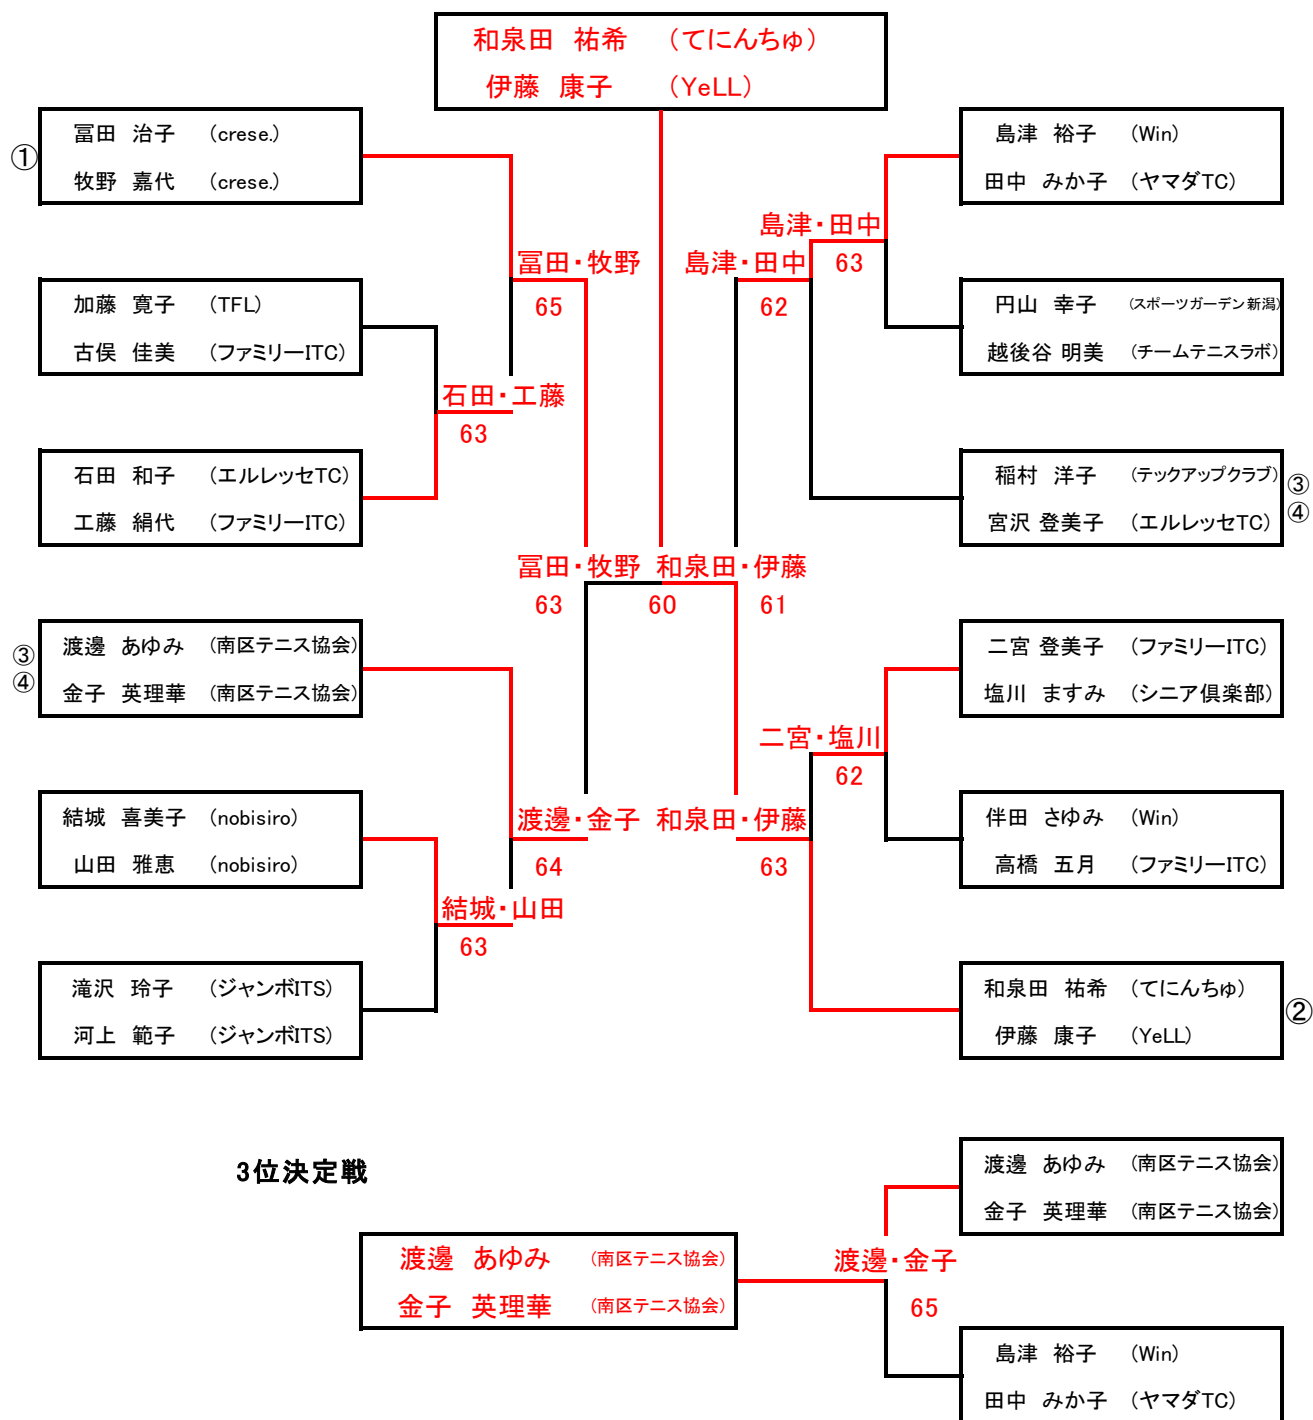 和泉田 祐希 (てにんちゅ)
伊藤 康子 (YeLL)
①
冨田 治子 (crese.)
牧野 嘉代 (crese.)
加藤 寛子 (TFL)
古俣 佳美 (ファミリーITC)
石田 和子 (エルレッセTC)
工藤 絹代 (ファミリーITC)
③
④
渡邊 あゆみ (南区テニス協会)
金子 英理華 (南区テニス協会)
結城 喜美子 (nobisiro)
山田 雅恵 (nobisiro)
滝沢 玲子 (ジャンボITS)
河上 範子 (ジャンボITS)
冨田・牧野
65
石田・工藤
63
冨田・牧野
63
渡邊・金子
64
結城・山田
63
和泉田・伊藤
60
61
島津・田中
63
島津・田中
62
二宮・塩川
62
和泉田・伊藤
63
島津 裕子 (Win)
田中 みか子 (ヤマダTC)
円山 幸子 (スポーツガーデン新潟)
越後谷 明美 (チームテニスラボ)
稲村 洋子 (テックアップクラブ)
宮沢 登美子 (エルレッセTC)
③
④
二宮 登美子 (ファミリーITC)
塩川 ますみ (シニア倶楽部)
伴田 さゆみ (Win)
高橋 五月 (ファミリーITC)
和泉田 祐希 (てにんちゅ)
伊藤 康子 (YeLL)
②
3位決定戦
渡邊 あゆみ (南区テニス協会)
金子 英理華 (南区テニス協会)
渡邊・金子
65
渡邊 あゆみ (南区テニス協会)
金子 英理華 (南区テニス協会)
島津 裕子 (Win)
田中 みか子 (ヤマダTC)